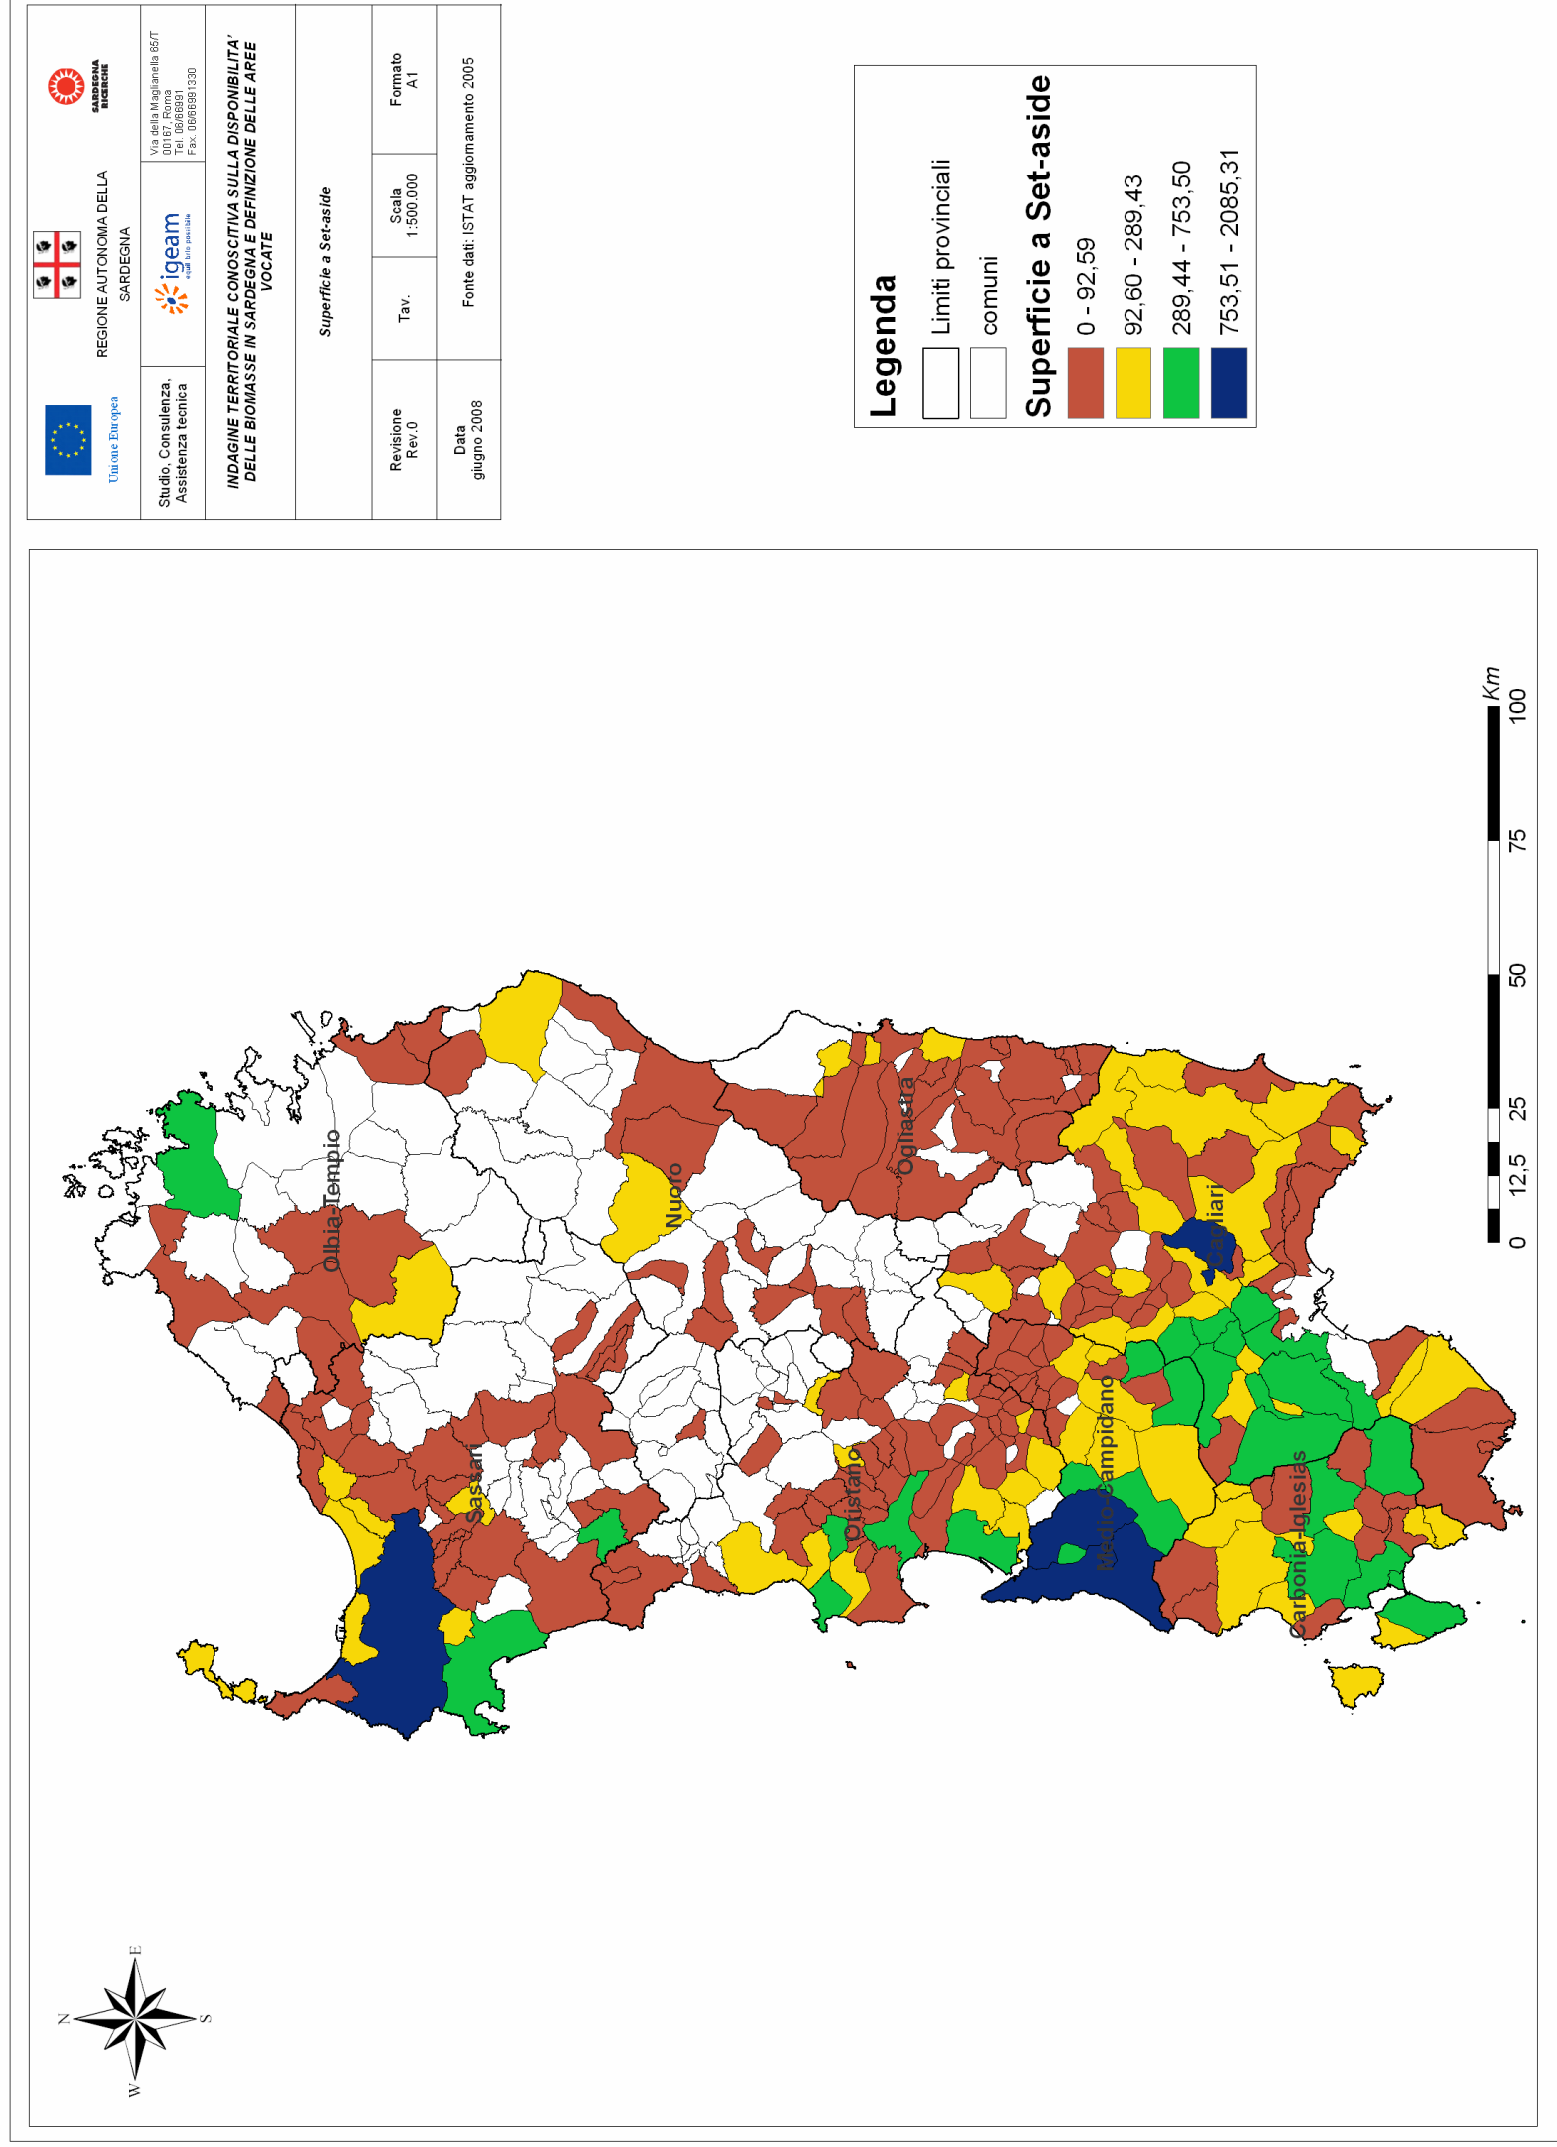 Unione Europea
REGIONE AUTONOMA DELLA
SARDEGNA
SARDEGNA
RICERCHE
Studio, Consulenza,
Assistenza tecnica
igeam
equilibrio possibile
Via della Maglianella 65/T
00167, Roma
Tel. 06/66991
Fax. 06/66991330
INDAGINE TERRITORIALE CONOSCITIVA SULLA DISPONIBILITA'
DELLE BIOMASSE IN SARDEGNA E DEFINIZIONE DELLE AREE
VOCATE
Superficie a Set-aside
Revisione
Rev.0
Tav.
Scala
1:500.000
Formato
A1
Data
giugno 2008
Fonte dati: ISTAT aggiornamento 2005
Legenda
Limiti provinciali
comuni
Superficie a Set-aside
0 - 92,59
92,60 - 289,43
289,44 - 753,50
753,51 - 2085,31
N
W
E
S
Olbia-Tempio
Sassari
Nuoro
Oristano
Ogliastra
Medio-Campidano
Cagliari
Carbonia-Iglesias
Km
0 12,5 25 50 75 100